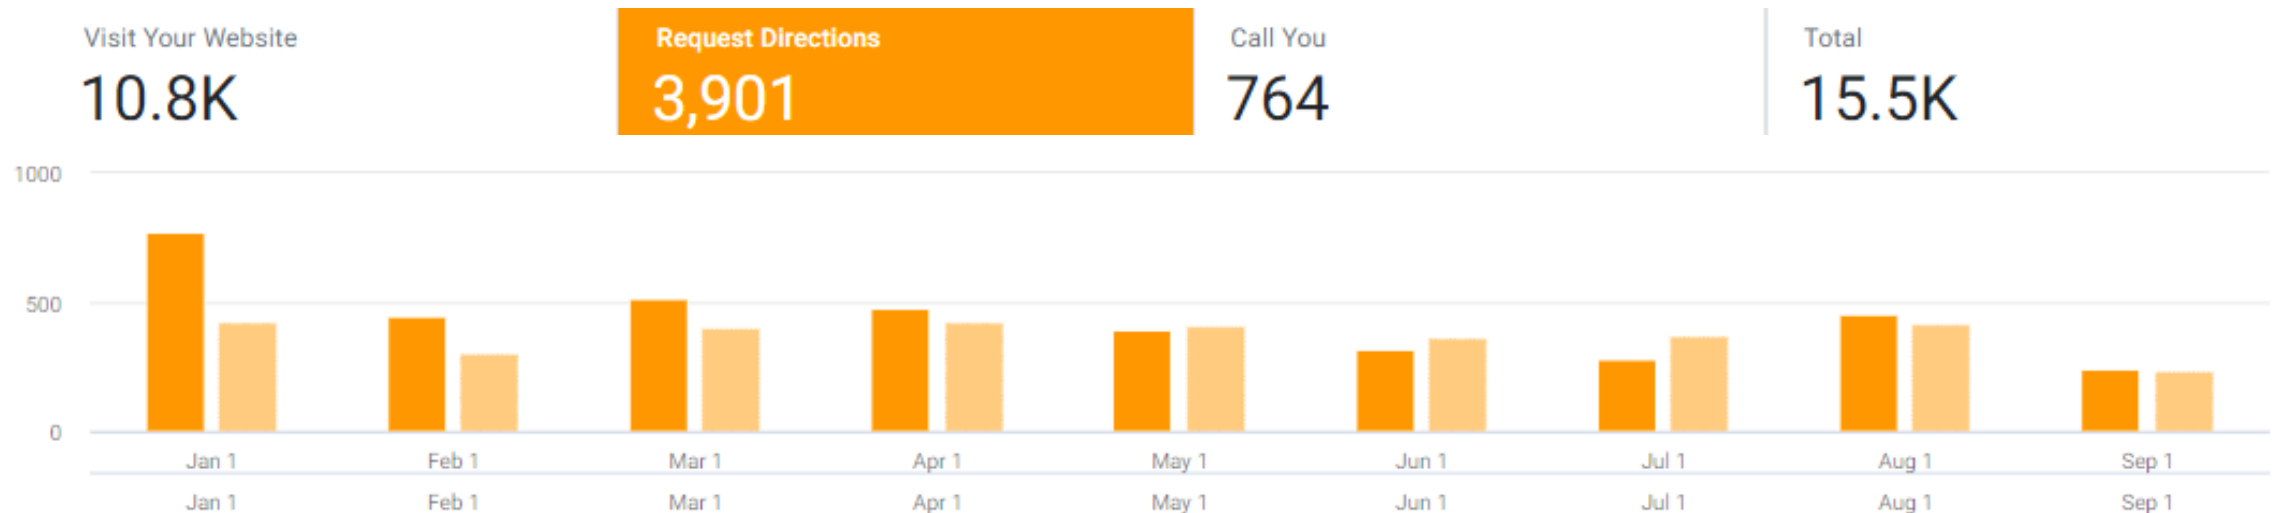 Visit Your Website Request Directions Call You Total
10.8K 3,901 764 15.5K
1000
500
0
Jan 1 Feb 1 Mar 1 Apr 1 May 1 Jun 1 Jul 1 Aug 1 Sep 1
Jan 1 Feb 1 Mar 1 Apr 1 May 1 Jun 1 Jul 1 Aug 1 Sep 1